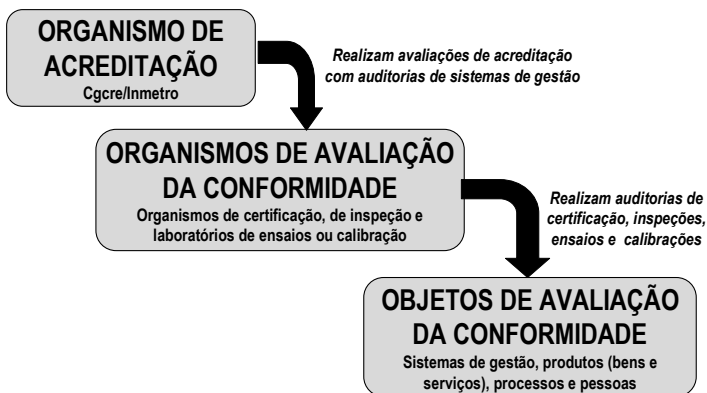 ORGANISMO DE
ACREDITAÇÃO
Cgcre/Inmetro
Realizam avaliações de acreditação
com auditorias de sistemas de gestão
ORGANISMOS DE AVALIAÇÃO
DA CONFORMIDADE
Organismos de certificação, de inspeção e
laboratórios de ensaios ou calibração
Realizam auditorias de
certificação, inspeções,
ensaios e calibrações
OBJETOS DE AVALIAÇÃO
DA CONFORMIDADE
Sistemas de gestão, produtos (bens e
serviços), processos e pessoas